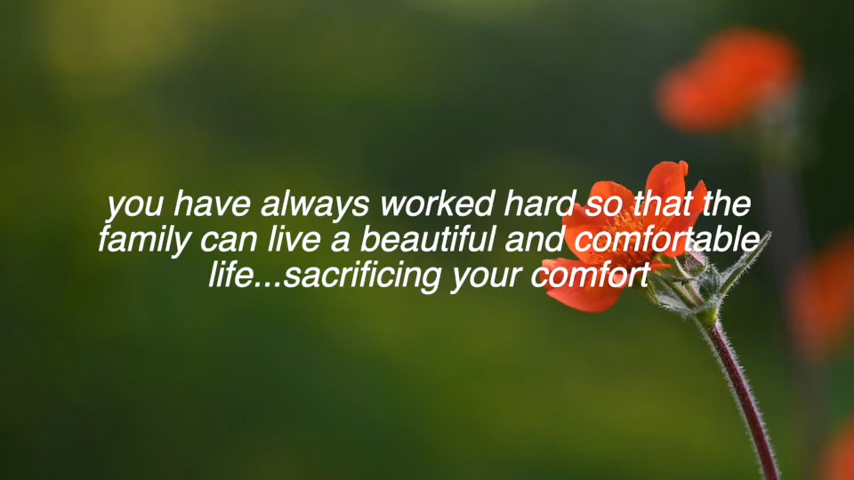 you have always worked hard so that the
family can live a beautiful and comfortable
life...sacrificing your comfort